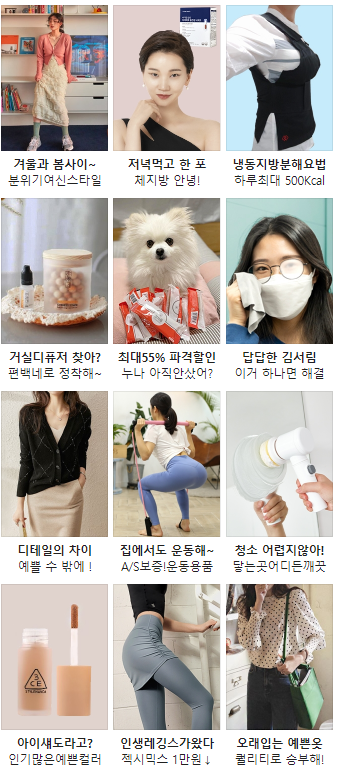 겨울과 봄사이~
분위기여신스타일
저녁먹고 한 포
체지방 안녕!
냉동지방분해요법
하루최대 500Kcal
거실디퓨저 찾아?
편백네로 정착해~
최대55% 파격할인
누나 아직안샀어?
답답한 김서림
이거 하나면 해결
디테일의 차이
예쁠 수 밖에 !
집에서도 운동해~
A/S보증!운동용품
청소 어렵지않아!
닿는곳어디든깨끗
3
C E
아이섀도라고?
인기많은예쁜컬러
인생레깅스가왔다
젝시믹스 1만원↓
오래입는 예쁜옷
퀄리티로 승부해!